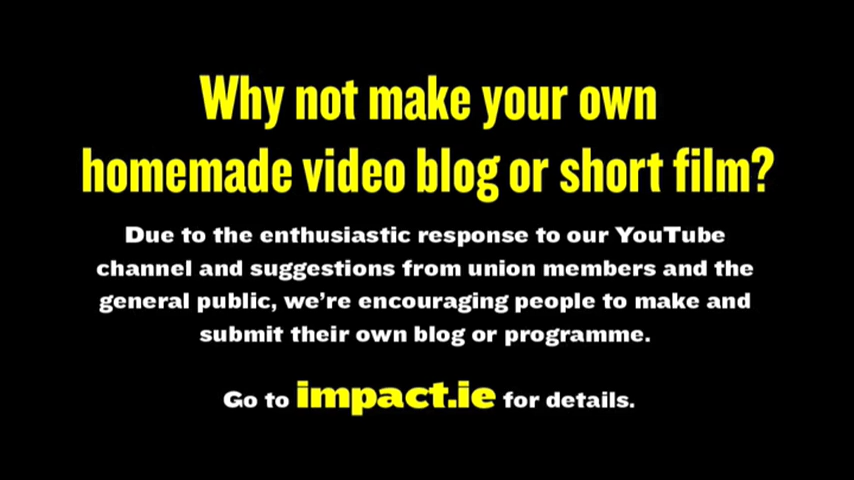 Why not make your own
homemade video blog or short film?
Due to the enthusiastic response to our YouTube
channel and suggestions from union members and the
general public, we’re encouraging people to make and
submit their own blog or programme.
Go to impact.ie for details.